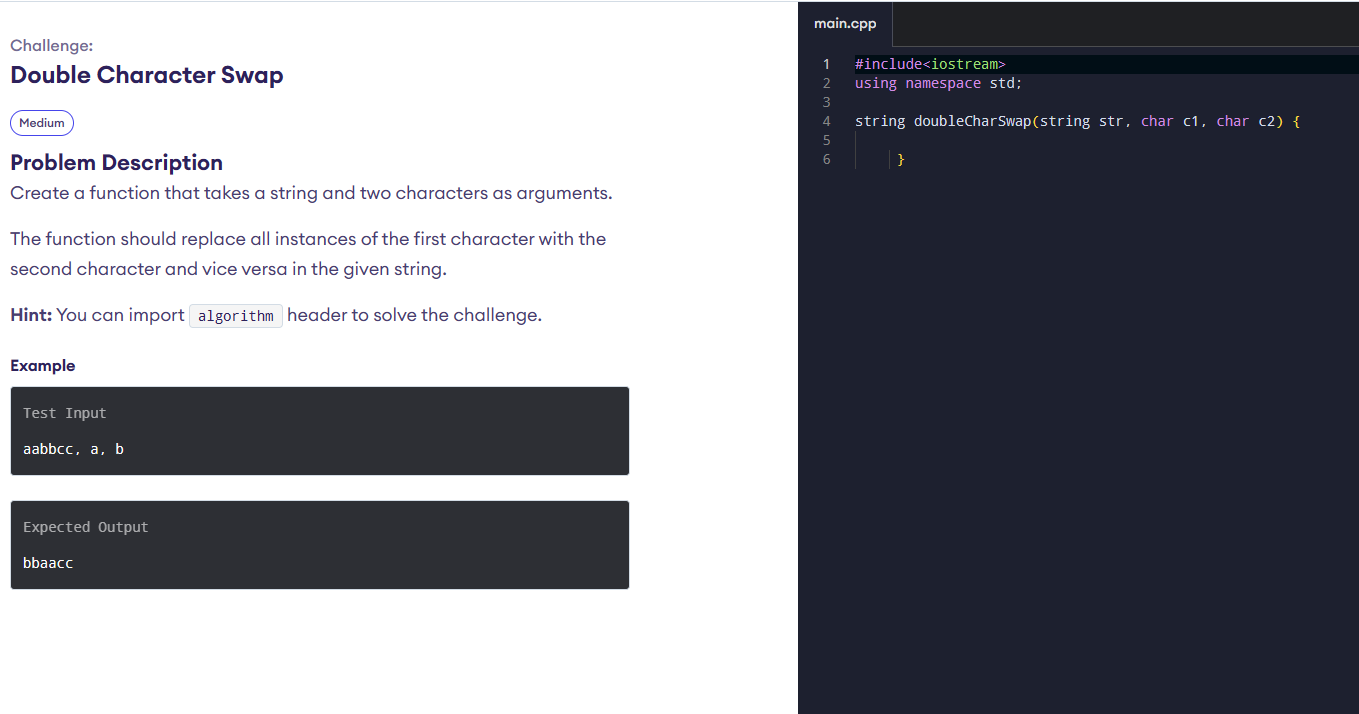 Challenge:
Double Character Swap
Medium
Problem Description
Create a function that takes a string and two characters as arguments.
The function should replace all instances of the first character with the
second character and vice versa in the given string.
Hint: You can import algorithm header to solve the challenge.
Example
Test Input
aabbcc, a, b
Expected Output
bbaacc
main.cpp
1 #include<iostream>
2 using namespace std;
3
4 string doubleCharSwap(string str, char c1, char c2) {
5
6 }